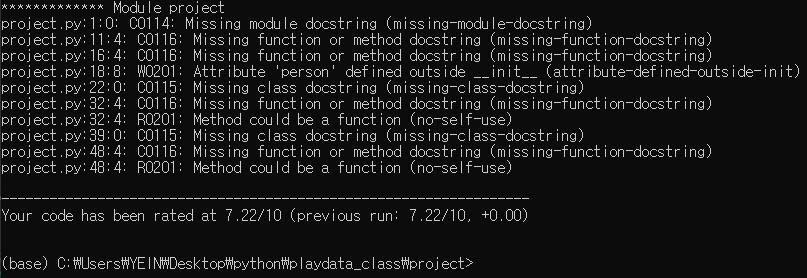 ************* Module project
project.py:1:0: C0114: Missing module docstring (missing-module-docstring)
project.py:11:4: C0116: Missing function or method docstring (missing-function-docstring)
project.py:16:4: C0116: Missing function or method docstring (missing-function-docstring)
project.py:18:8: W0201: Attribute 'person' defined outside __init__ (attribute-defined-outside-init)
project.py:22:0: C0115: Missing class docstring (missing-class-docstring)
project.py:32:4: C0116: Missing function or method docstring (missing-function-docstring)
project.py:32:4: R0201: Method could be a function (no-self-use)
project.py:39:0: C0115: Missing class docstring (missing-class-docstring)
project.py:48:4: C0116: Missing function or method docstring (missing-function-docstring)
project.py:48:4: R0201: Method could be a function (no-self-use)
------------------------------------------------------------------
Your code has been rated at 7.22/10 (previous run: 7.22/10, +0.00)
(base) C:₩Users₩YEIN₩Desktop₩python₩playdata_class₩project>